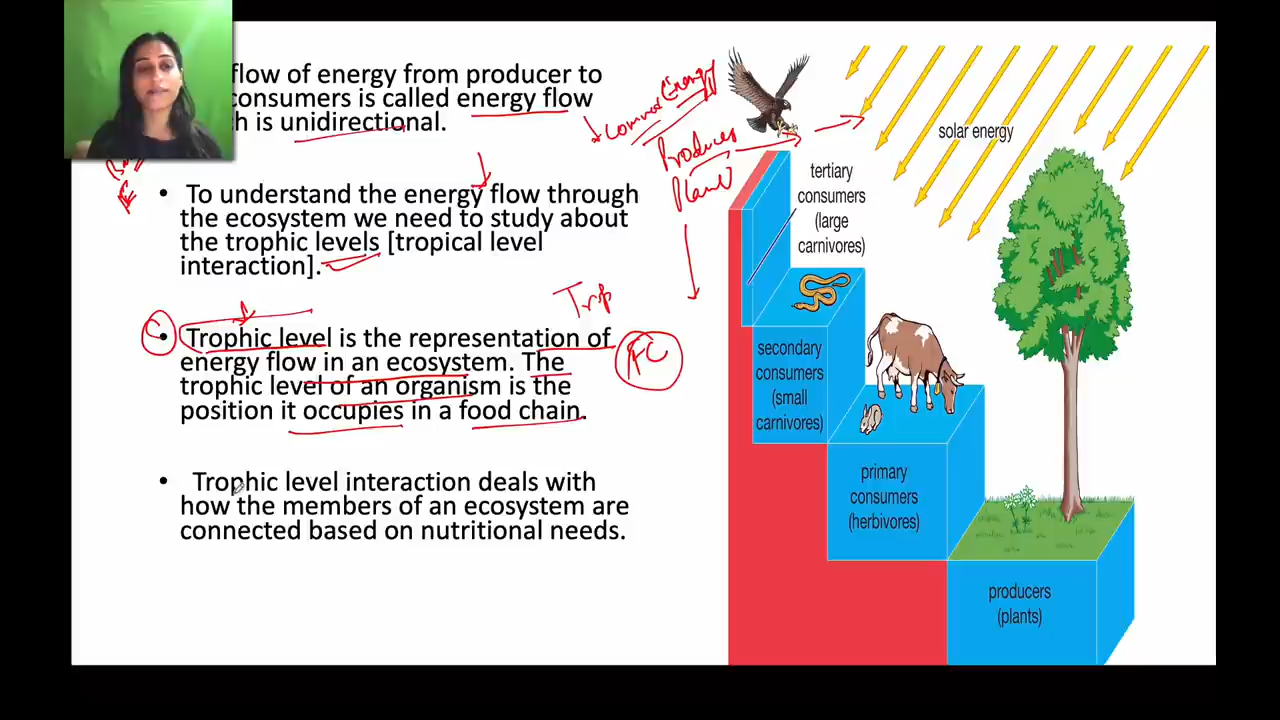 flow of energy from producer to
consumers is called energy flow
h is unidirectional.
• To understand the energy flow through
the ecosystem we need to study about
the trophic levels [tropical level
interaction].
• Trophic level is the representation of
energy flow in an ecosystem. The
trophic level of an organism is the
position it occupies in a food chain.
• Trophic level interaction deals with
how the members of an ecosystem are
connected based on nutritional needs.
Energy
Producer
Plant
FC
solar energy
tertiary
consumers
(large
carnivores)
secondary
consumers
(small
carnivores)
primary
consumers
(herbivores)
producers
(plants)